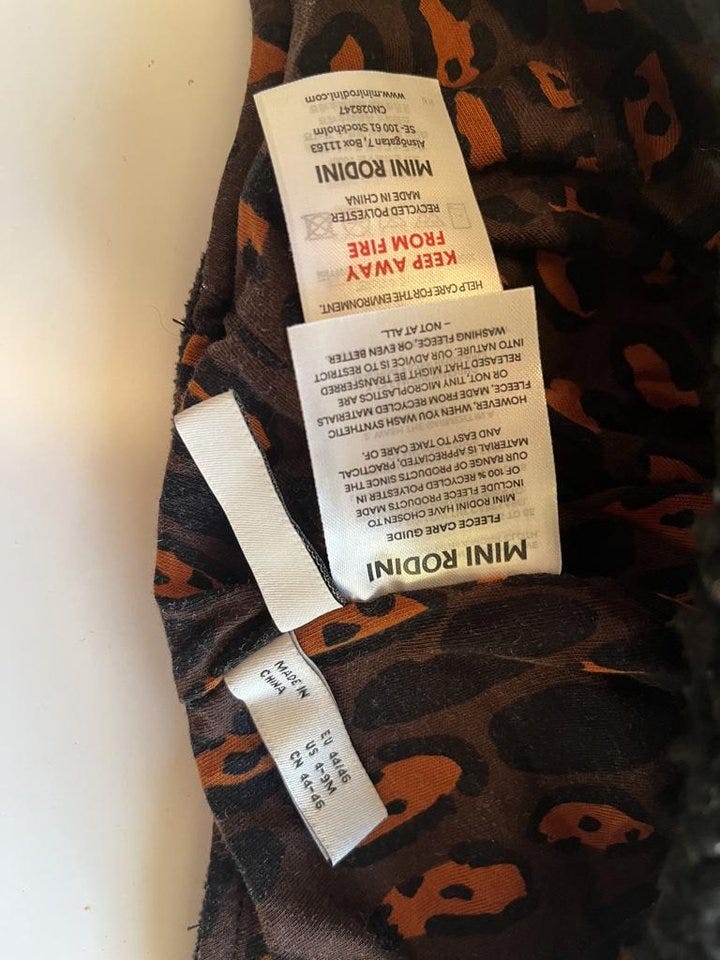 MINI RODINI
FLEECE CARE GUIDE
MINI RODINI HAVE CHOSEN TO
INCLUDE FLEECE PRODUCTS MADE
OF 100 % RECYCLED POLYESTER IN
OUR RANGE OF PRODUCTS SINCE THE
MATERIAL IS APPRECIATED, PRACTICAL
AND EASY TO TAKE CARE OF.
HOWEVER, WHEN YOU WASH SYNTHETIC
FLEECE, MADE FROM RECYCLED MATERIALS
OR NOT, TINY MICROPLASTICS ARE
RELEASED THAT MIGHT BE TRANSFERRED
INTO NATURE. OUR ADVICE IS TO RESTRICT
WASHING FLEECE, OR EVEN BETTER
– NOT AT ALL.
HELP CARE FOR THE ENVIRONMENT.
KEEP AWAY
FROM FIRE
RECYCLED POLYESTER
MADE IN CHINA
MINI RODINI
Alsnögatan 7, Box 11163
SE-100 61 Stockholm
CN028247
www.minirodini.com
MADE IN
CHINA
EU 44/46
US 4-9M
CN 44-46